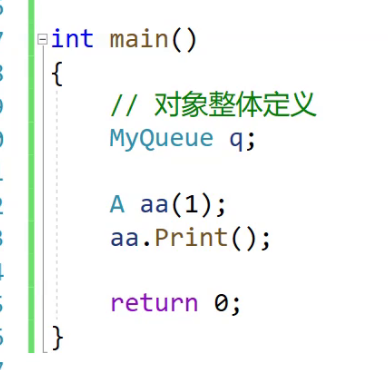 int main()
{
// 对象整体定义
MyQueue q;
A aa(1);
aa.Print();
return 0;
}